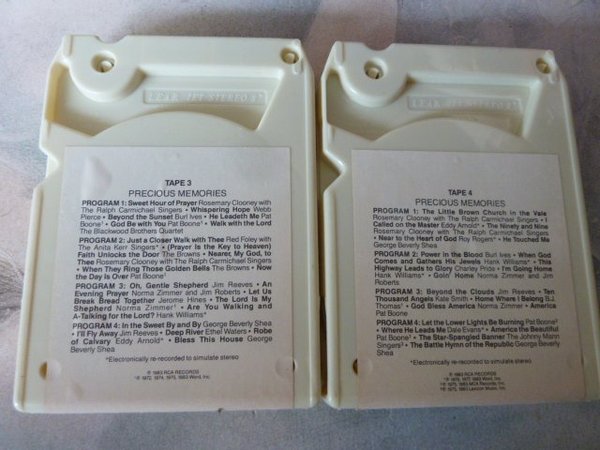 LEAR JET STEREO 8
TAPE 3
PRECIOUS MEMORIES
PROGRAM 1: Sweet Hour of Prayer Rosemary Clooney with
The Ralph Carmichael Singers • Whispering Hope Webb
Pierce • Beyond the Sunset Burl Ives • He Leadeth Me Pat
Boone¹ • God Be with You Pat Boone¹ • Walk with the Lord
The Blackwood Brothers Quartet
PROGRAM 2: Just a Closer Walk with Thee Red Foley with
The Anita Kerr Singers* • (Prayer Is the Key to Heaven)
Faith Unlocks the Door The Browns • Nearer, My God, to
Thee Rosemary Clooney with The Ralph Carmichael Singers
• When They Ring Those Golden Bells The Browns • Now
the Day Is Over Pat Boone¹
PROGRAM 3: Oh, Gentle Shepherd Jim Reeves • An
Evening Prayer Norma Zimmer and Jim Roberts • Let Us
Break Bread Together Jerome Hines • The Lord Is My
Shepherd Norma Zimmer • Are You Walking and
A-Talking for the Lord? Hank Williams*
PROGRAM 4: In the Sweet By and By George Beverly Shea
• I'll Fly Away Jim Reeves • Deep River Ethel Waters • Robe
of Calvary Eddy Arnold* • Bless This House George
Beverly Shea
*Electronically re-recorded to simulate stereo
℗ 1983 RCA RECORDS
LEAR JET STEREO 8
TAPE 4
PRECIOUS MEMORIES
PROGRAM 1: The Little Brown Church in the Vale
Rosemary Clooney with The Ralph Carmichael Singers • I
Called on the Master Eddy Arnold* • The Ninety and Nine
Rosemary Clooney with The Ralph Carmichael Singers
• Near to the Heart of God Roy Rogers* • He Touched Me
George Beverly Shea
PROGRAM 2: Power in the Blood Burl Ives • When God
Comes and Gathers His Jewels Hank Williams* • This
Highway Leads to Glory Charley Pride • I'm Going Home
Hank Williams* • Goin' Home Norma Zimmer and Jim
Roberts
PROGRAM 3: Beyond the Clouds Jim Reeves • Ten
Thousand Angels Kate Smith • Home Where I Belong B.J.
Thomas • God Bless America Norma Zimmer • America
Pat Boone
PROGRAM 4: Let the Lower Lights Be Burning Pat Boone
• Where He Leads Me Dale Evans • America the Beautiful
Pat Boone • The Star-Spangled Banner The Johnny Mann
Singers • The Battle Hymn of the Republic George Beverly
Shea
*Electronically re-recorded to simulate stereo
℗ 1983 RCA RECORDS